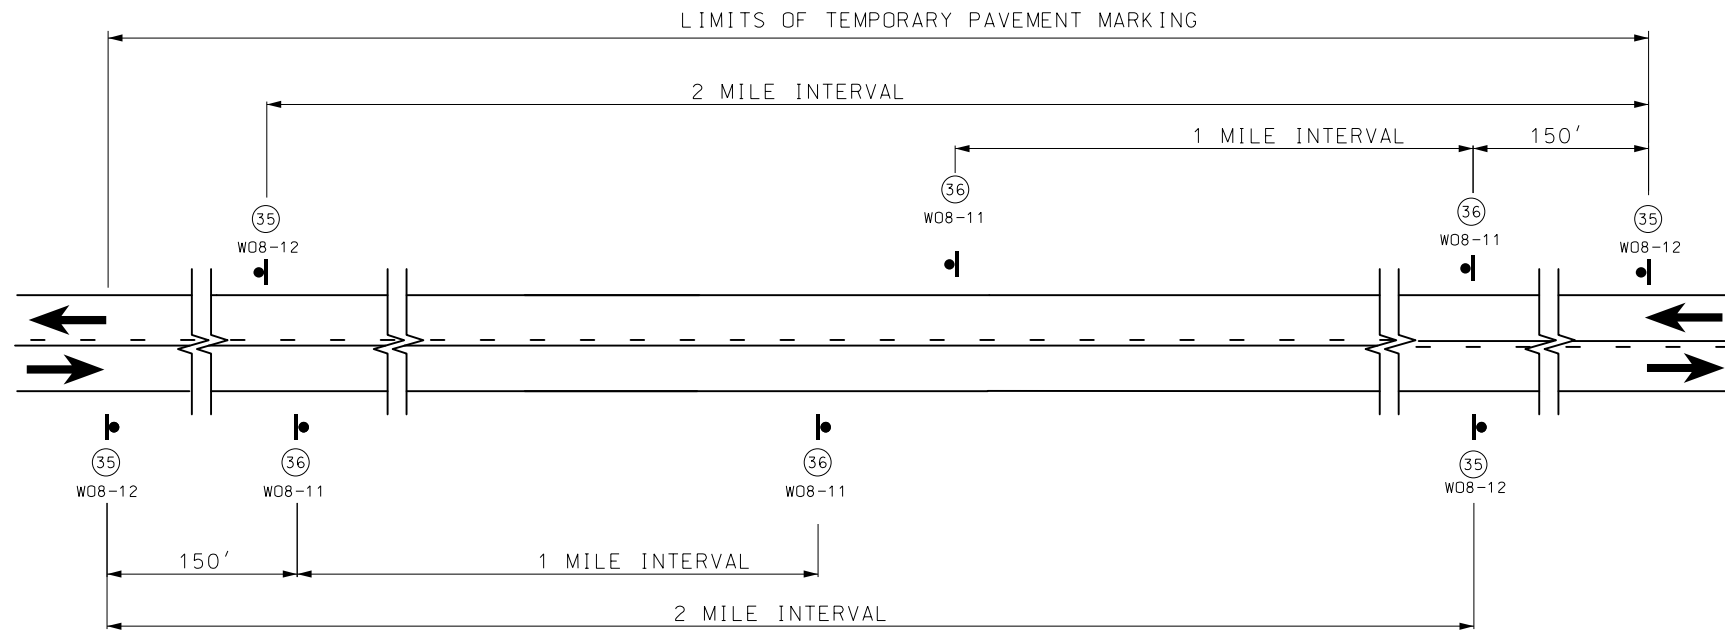 LIMITS OF TEMPORARY PAVEMENT MARKING
2 MILE INTERVAL
1 MILE INTERVAL
150'
36
WO8-11
35
WO8-12
36
WO8-11
35
WO8-12
35
WO8-12
36
WO8-11
36
WO8-11
35
WO8-12
150'
1 MILE INTERVAL
2 MILE INTERVAL